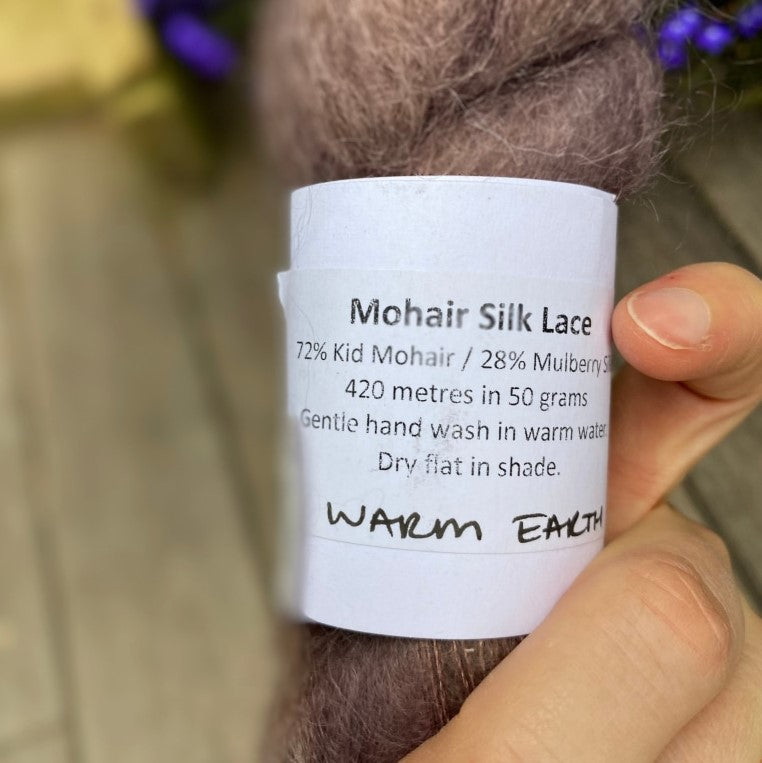 Mohair Silk Lace
72% Kid Mohair / 28% Mulberry
420 metres in 50 grams
Gentle hand wash in warm water.
Dry flat in shade.
WARM EARTH